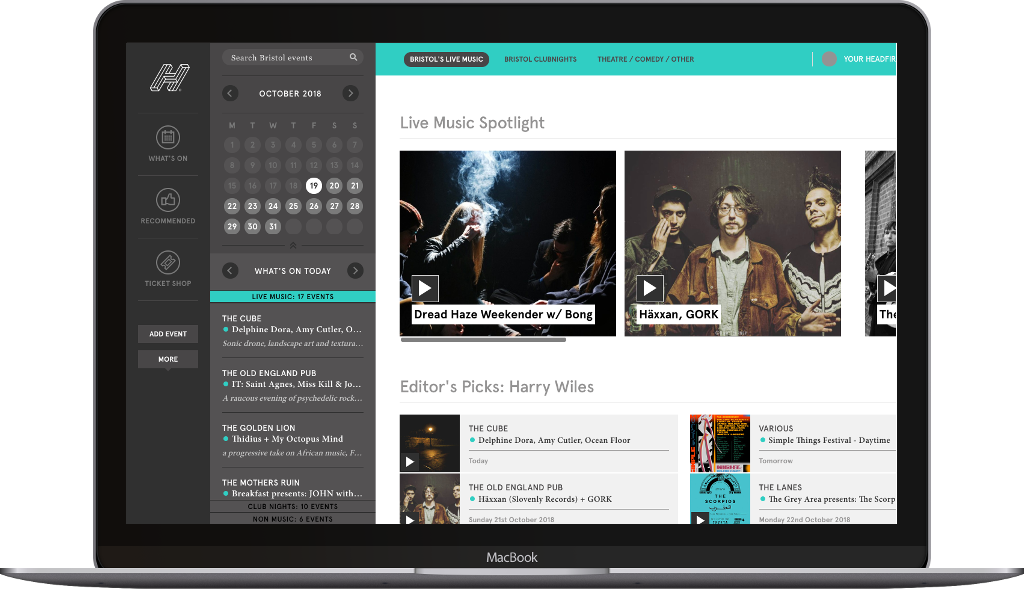 Search Bristol events
OCTOBER 2018
M T W T F S S
1 2 3 4 5 6 7
8 9 10 11 12 13 14
15 16 17 18 19 20 21
22 23 24 25 26 27 28
29 30 31
WHAT'S ON
RECOMMENDED
TICKET SHOP
ADD EVENT
MORE
WHAT'S ON TODAY
LIVE MUSIC: 17 EVENTS
THE CUBE
Delphine Dora, Amy Cutler, O...
Sonic drone, landscape art and textura...
THE OLD ENGLAND PUB
IT: Saint Agnes, Miss Kill & Jo...
A raucous evening of psychedelic rock...
THE GOLDEN LION
Thidius + My Octopus Mind
a progressive take on African music, F...
THE MOTHERS RUIN
Breakfast presents: JOHN with...
CLUB NIGHTS: 10 EVENTS
NON MUSIC: 6 EVENTS
BRISTOL'S LIVE MUSIC BRISTOL CLUBNIGHTS THEATRE / COMEDY / OTHER YOUR HEADFIR
Live Music Spotlight
Dread Haze Weekender w/ Bong
Häxxan, GORK
The
Editor's Picks: Harry Wiles
THE CUBE
Delphine Dora, Amy Cutler, Ocean Floor
Today
VARIOUS
Simple Things Festival - Daytime
Tomorrow
THE OLD ENGLAND PUB
Häxxan (Slovenly Records) + GORK
Sunday 21st October 2018
THE
SCORPIOS
THE LANES
The Grey Area presents: The Scorp
Monday 22nd October 2018
MacBook